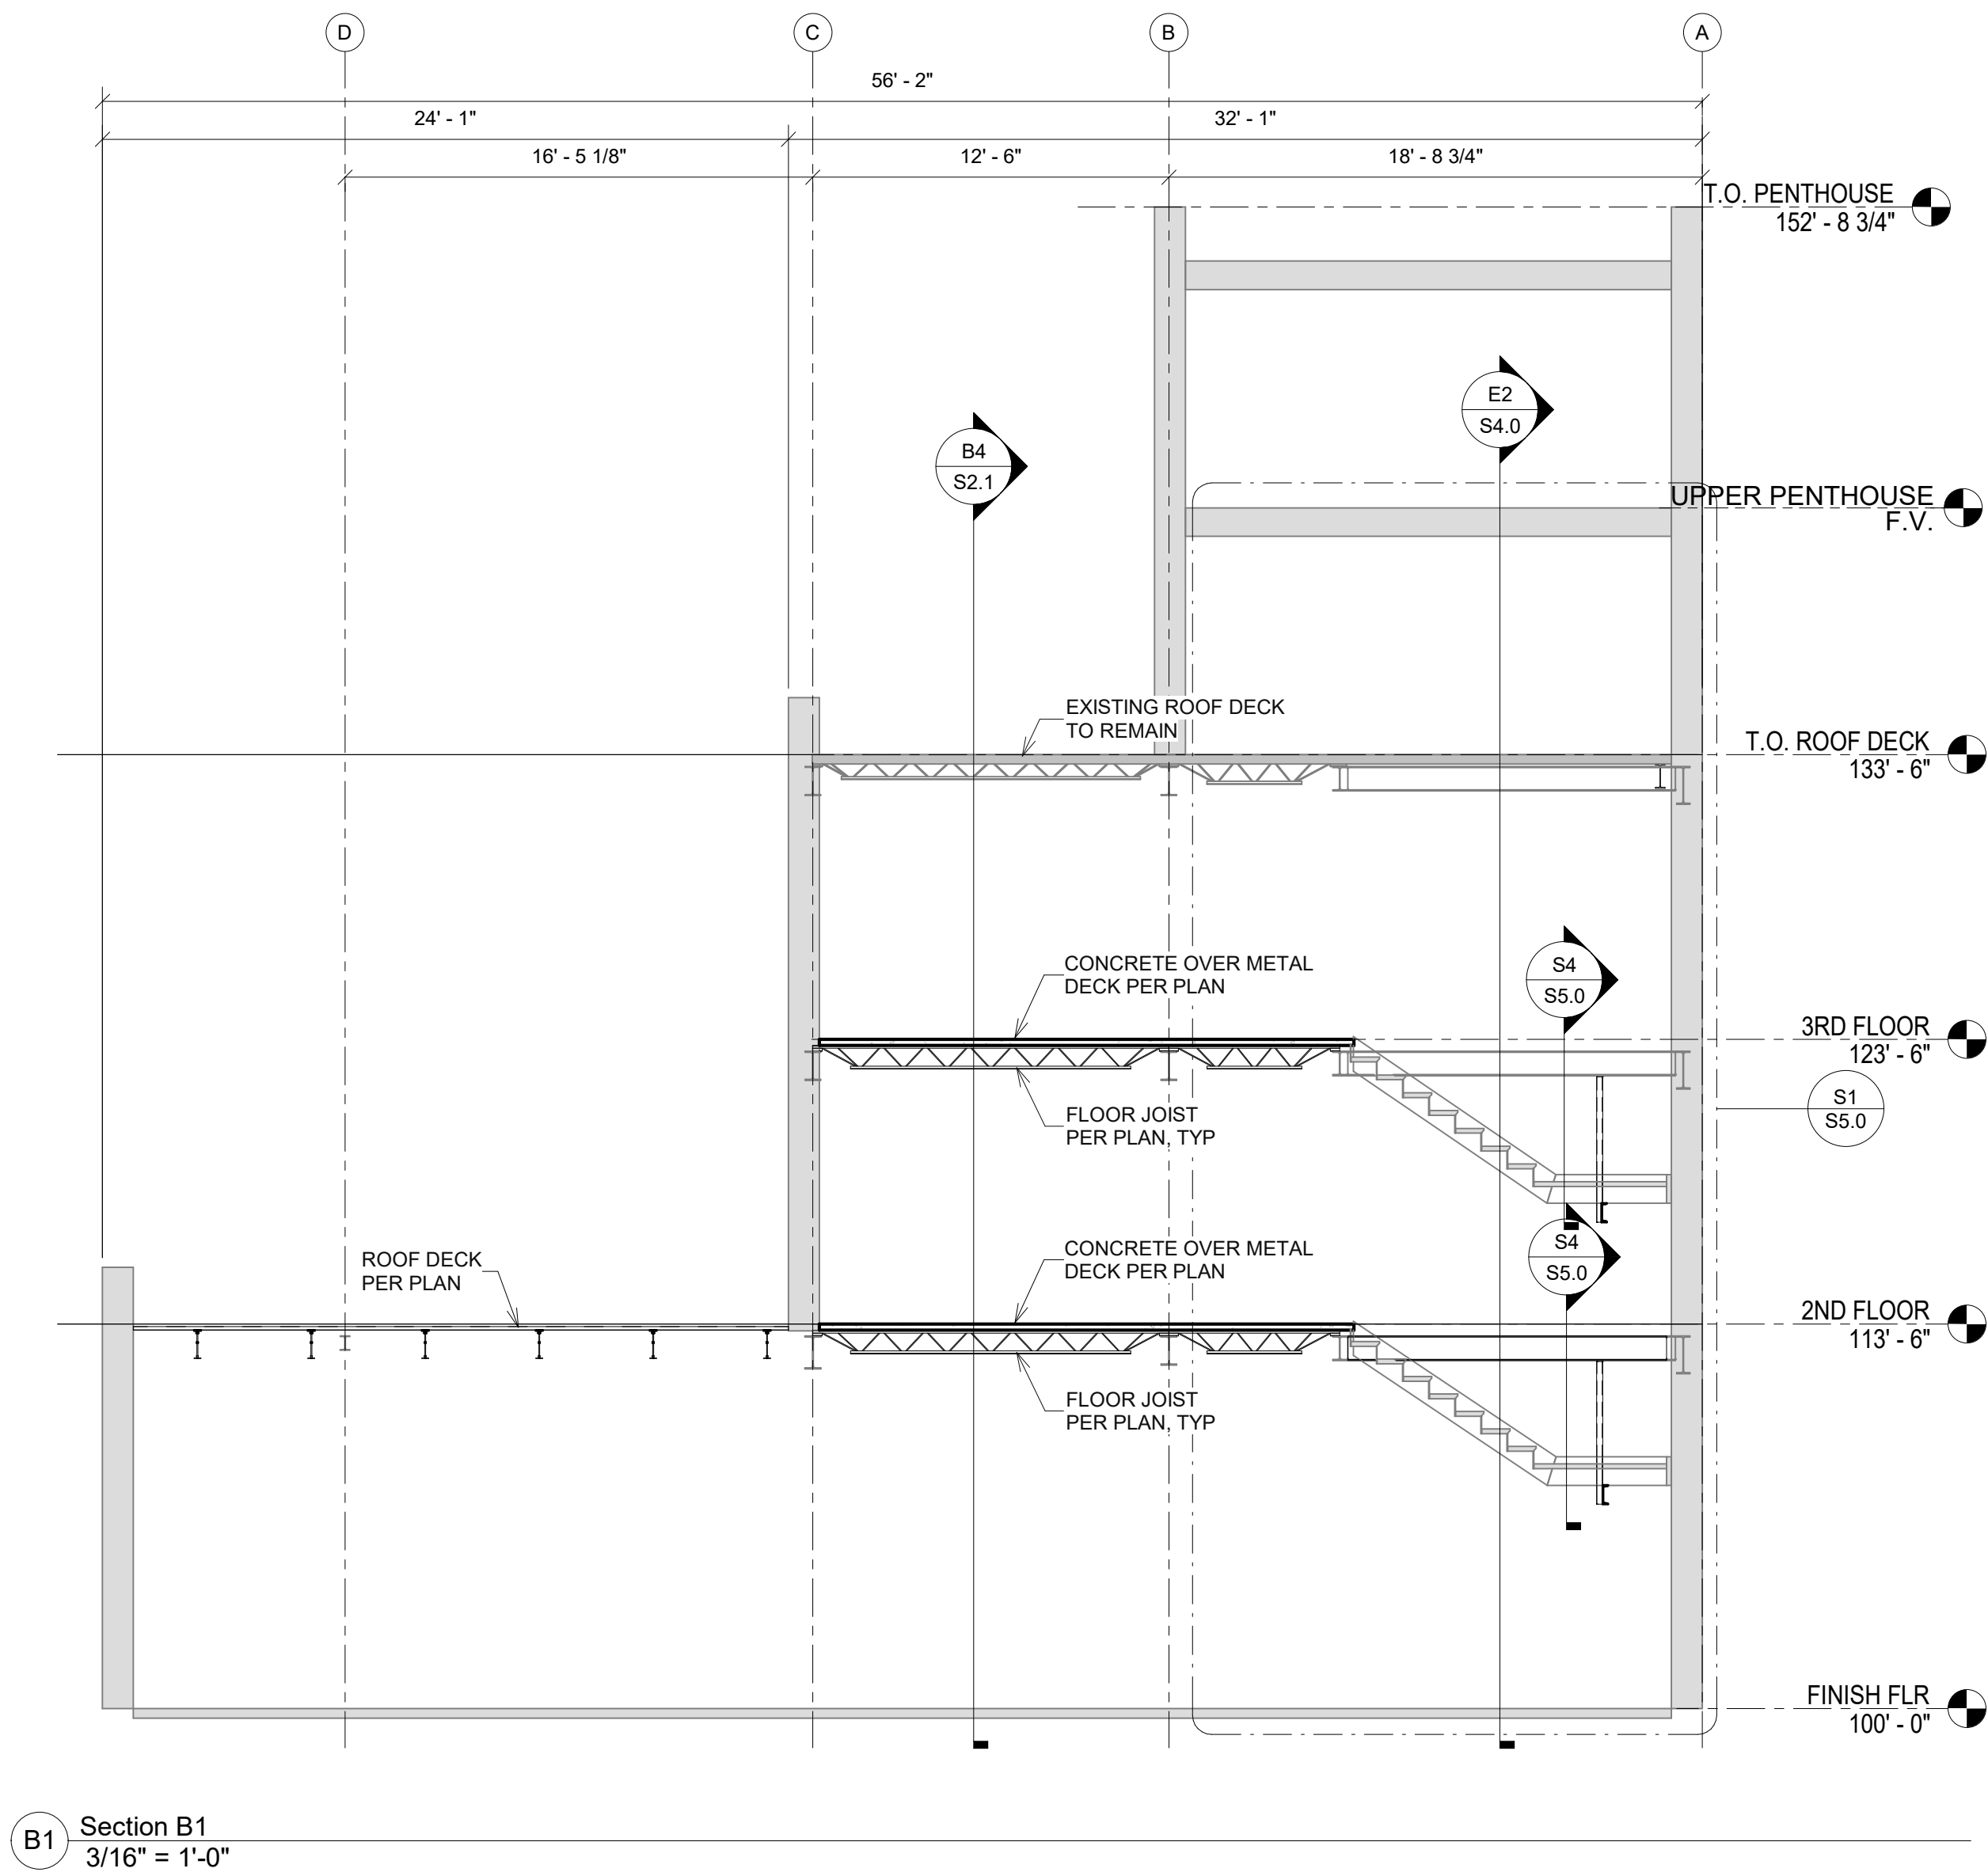 D
C
B
A
56' - 2"
24' - 1"
32' - 1"
16' - 5 1/8"
12' - 6"
18' - 8 3/4"
T.O. PENTHOUSE
152' - 8 3/4"
E2
S4.0
B4
S2.1
UPPER PENTHOUSE
F.V.
EXISTING ROOF DECK
TO REMAIN
T.O. ROOF DECK
133' - 6"
CONCRETE OVER METAL
DECK PER PLAN
S4
S5.0
3RD FLOOR
123' - 6"
FLOOR JOIST
PER PLAN, TYP
S1
S5.0
ROOF DECK
PER PLAN
CONCRETE OVER METAL
DECK PER PLAN
S4
S5.0
2ND FLOOR
113' - 6"
FLOOR JOIST
PER PLAN, TYP
FINISH FLR
100' - 0"
B1
Section B1
3/16" = 1'-0"